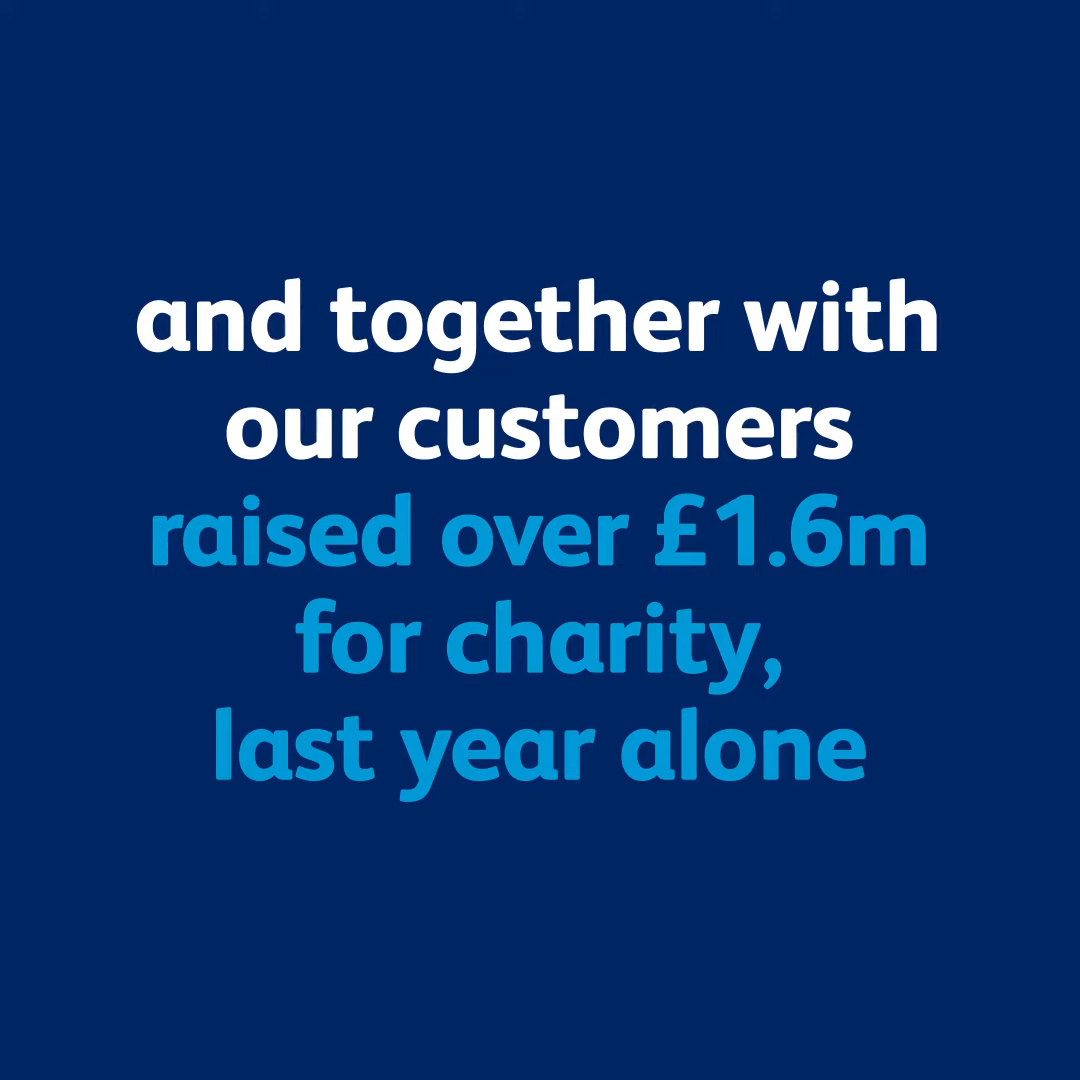 and together with
our customers
raised over £1.6m
for charity,
last year alone